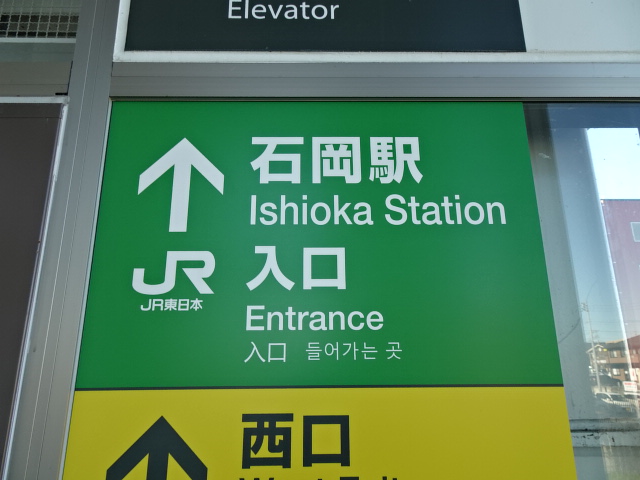 Elevator
石岡駅
Ishioka Station
JR
JR東日本
入口
Entrance
入口 들어가는 곳
西口